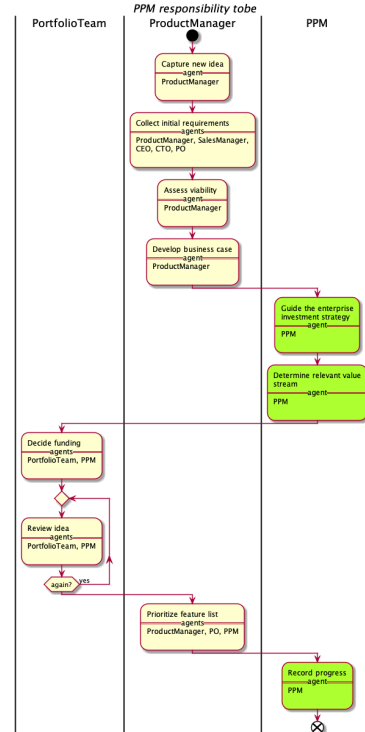 PPM responsibility tobe
PortfolioTeam
ProductManager
PPM
Capture new idea
agent
ProductManager
Collect initial requirements
agents
ProductManager, SalesManager,
CEO, CTO, PO
Assess viability
agent
ProductManager
Develop business case
agent
ProductManager
Guide the enterprise
investment strategy
agent
PPM
Determine relevant value
stream
agent
PPM
Decide funding
agents
PortfolioTeam, PPM
Review idea
agents
PortfolioTeam, PPM
again?
yes
Prioritize feature list
agents
ProductManager, PO, PPM
Record progress
agent
PPM